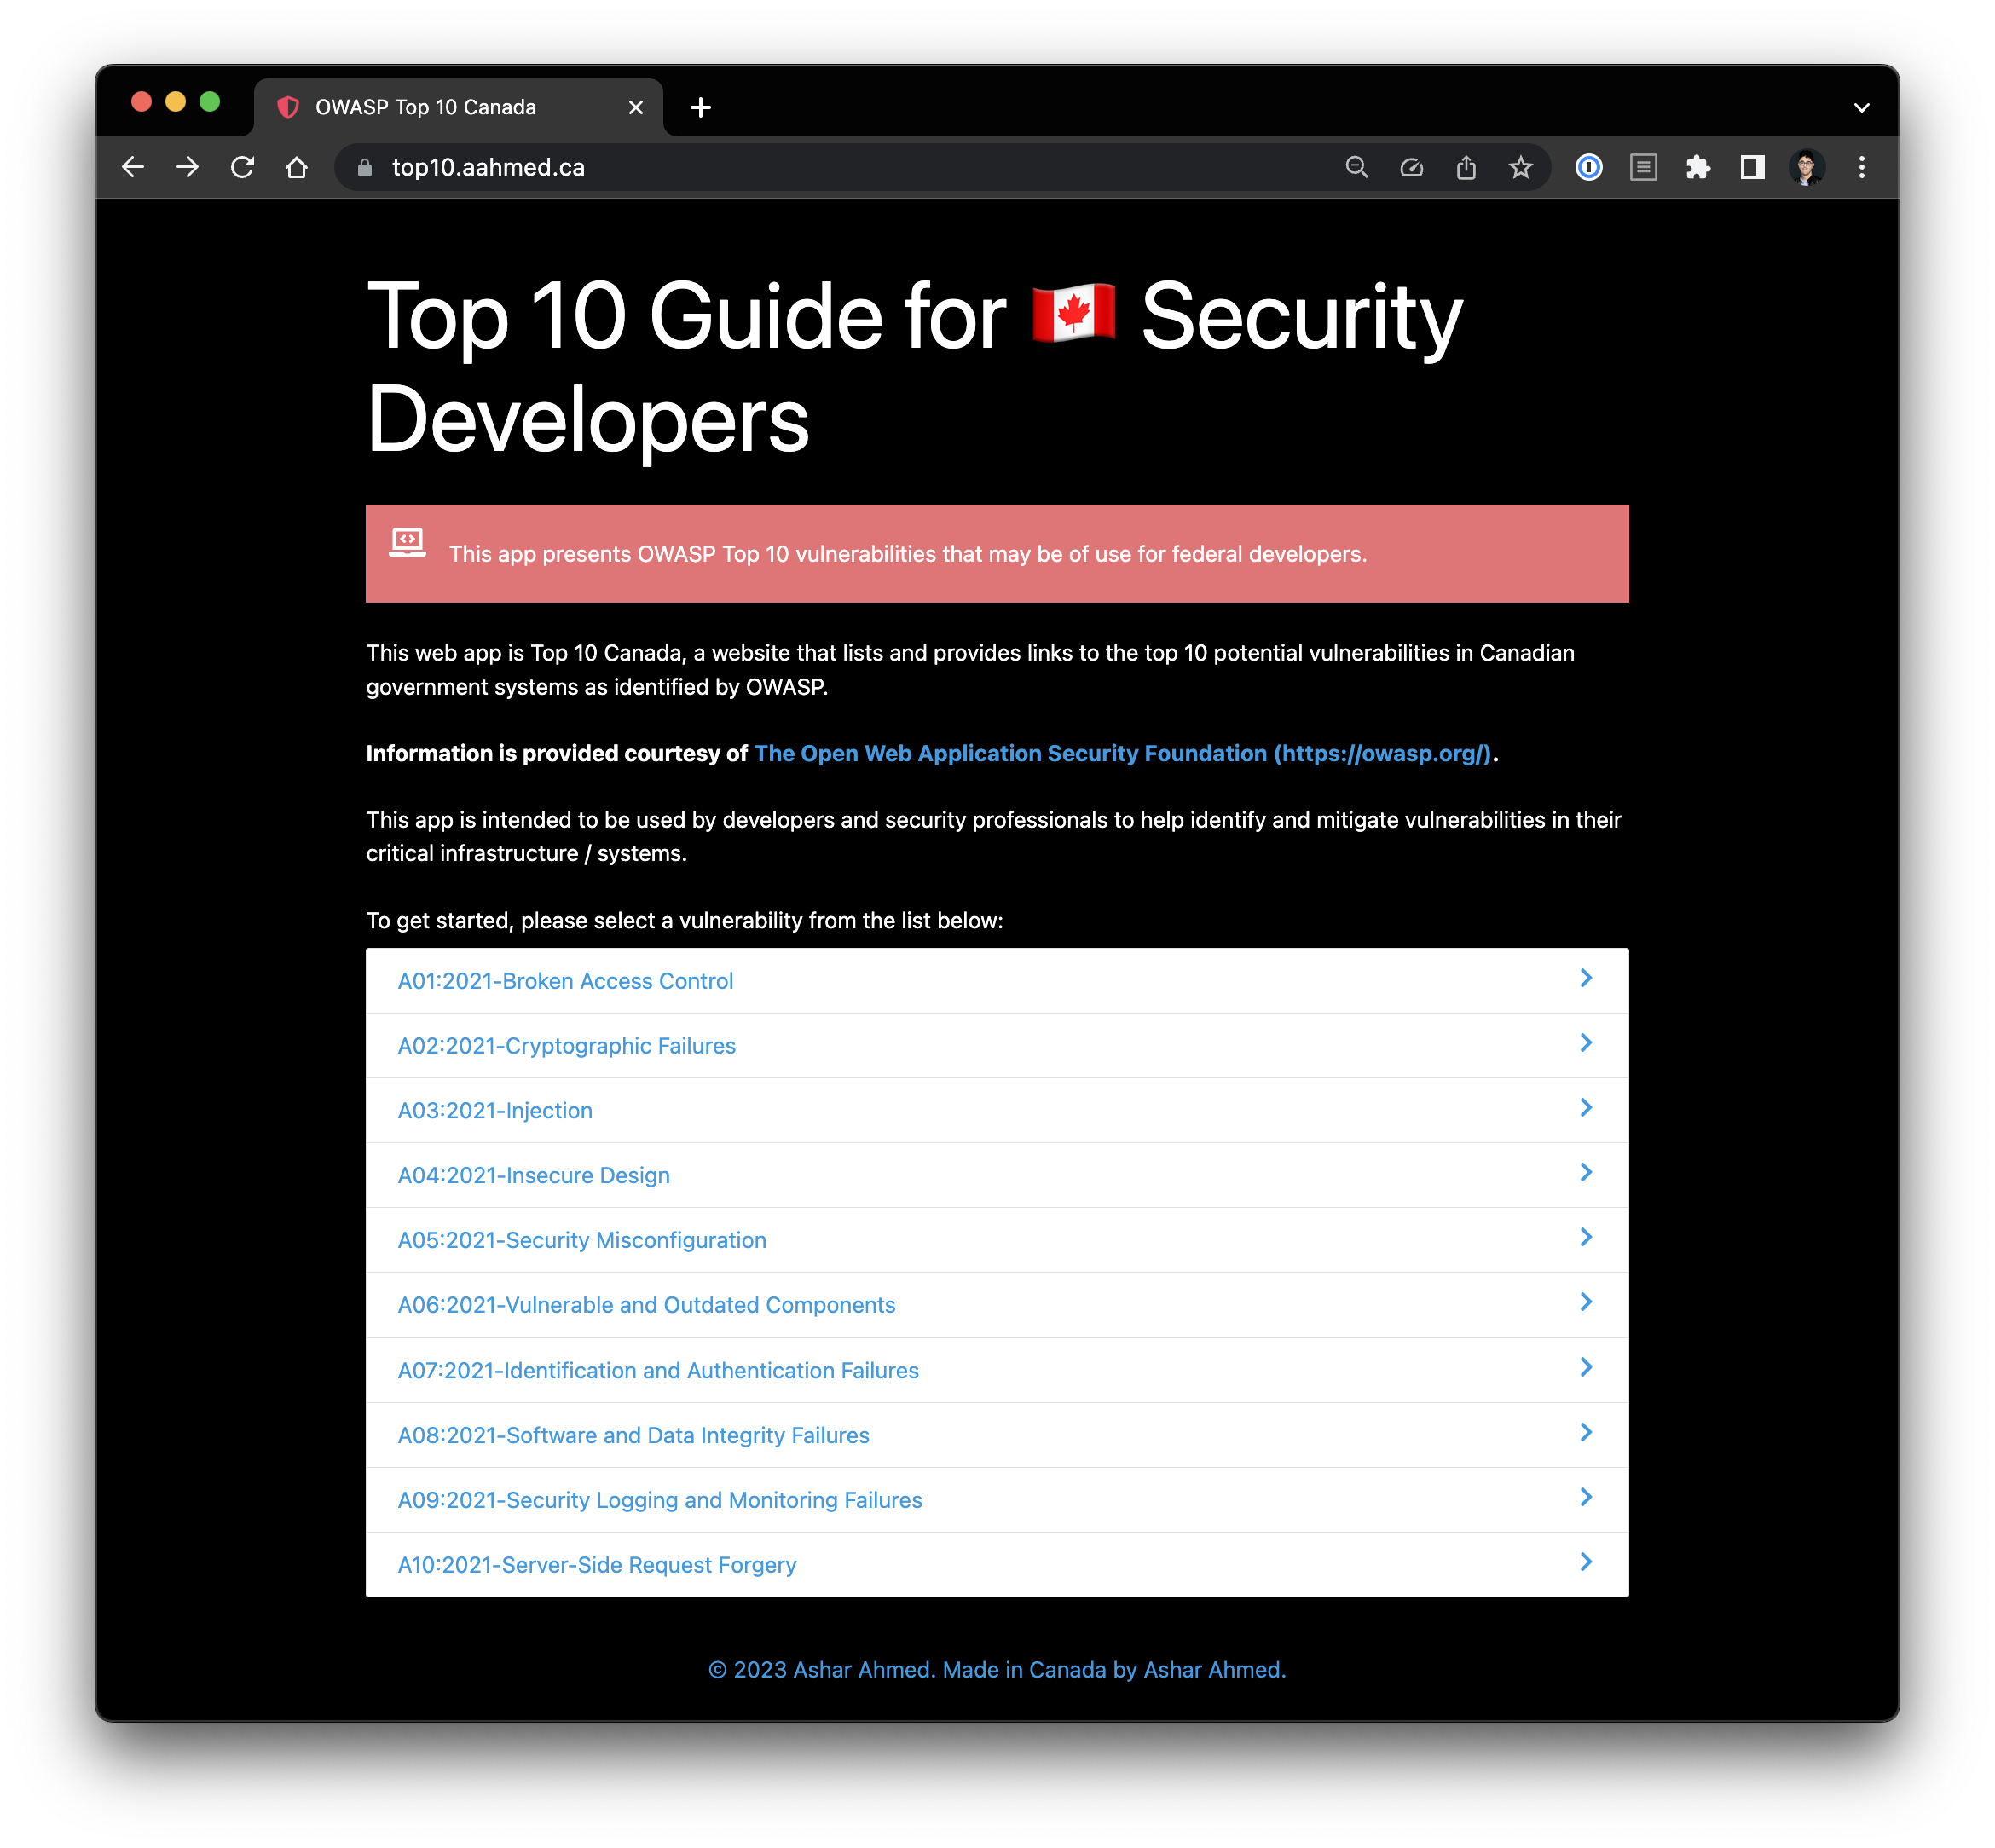 OWASP Top 10 Canada
top10.aahmed.ca
Top 10 Guide for 🇨🇦 Security
Developers
This app presents OWASP Top 10 vulnerabilities that may be of use for federal developers.
This web app is Top 10 Canada, a website that lists and provides links to the top 10 potential vulnerabilities in Canadian
government systems as identified by OWASP.
Information is provided courtesy of The Open Web Application Security Foundation (https://owasp.org/).
This app is intended to be used by developers and security professionals to help identify and mitigate vulnerabilities in their
critical infrastructure / systems.
To get started, please select a vulnerability from the list below:
A01:2021-Broken Access Control
A02:2021-Cryptographic Failures
A03:2021-Injection
A04:2021-Insecure Design
A05:2021-Security Misconfiguration
A06:2021-Vulnerable and Outdated Components
A07:2021-Identification and Authentication Failures
A08:2021-Software and Data Integrity Failures
A09:2021-Security Logging and Monitoring Failures
A10:2021-Server-Side Request Forgery
© 2023 Ashar Ahmed. Made in Canada by Ashar Ahmed.